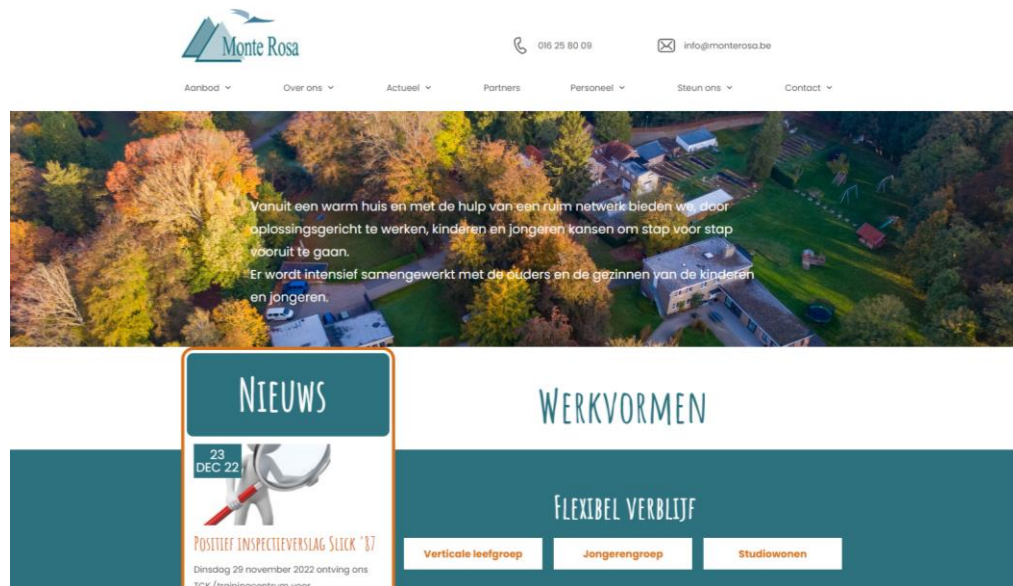 Monte Rosa
016 25 80 09
info@monterosa.be
Aanbod Over ons Actueel Partners Personeel Steun ons Contact
Vanuit een warm huis en met de hulp van een ruim netwerk bieden we, door
oplossingsgericht te werken, kinderen en jongeren kansen om stap voor stap
vooruit te gaan.
Er wordt intensief samengewerkt met de ouders en de gezinnen van de kinderen
en jongeren.
Nieuws
Werkvormen
23
DEC 22
Flexibel verblijf
Positief inspectieverslag Slick '87
Verticale leefgroep Jongerengroep Studiowonen
Dinsdag 29 november 2022 ontving ons